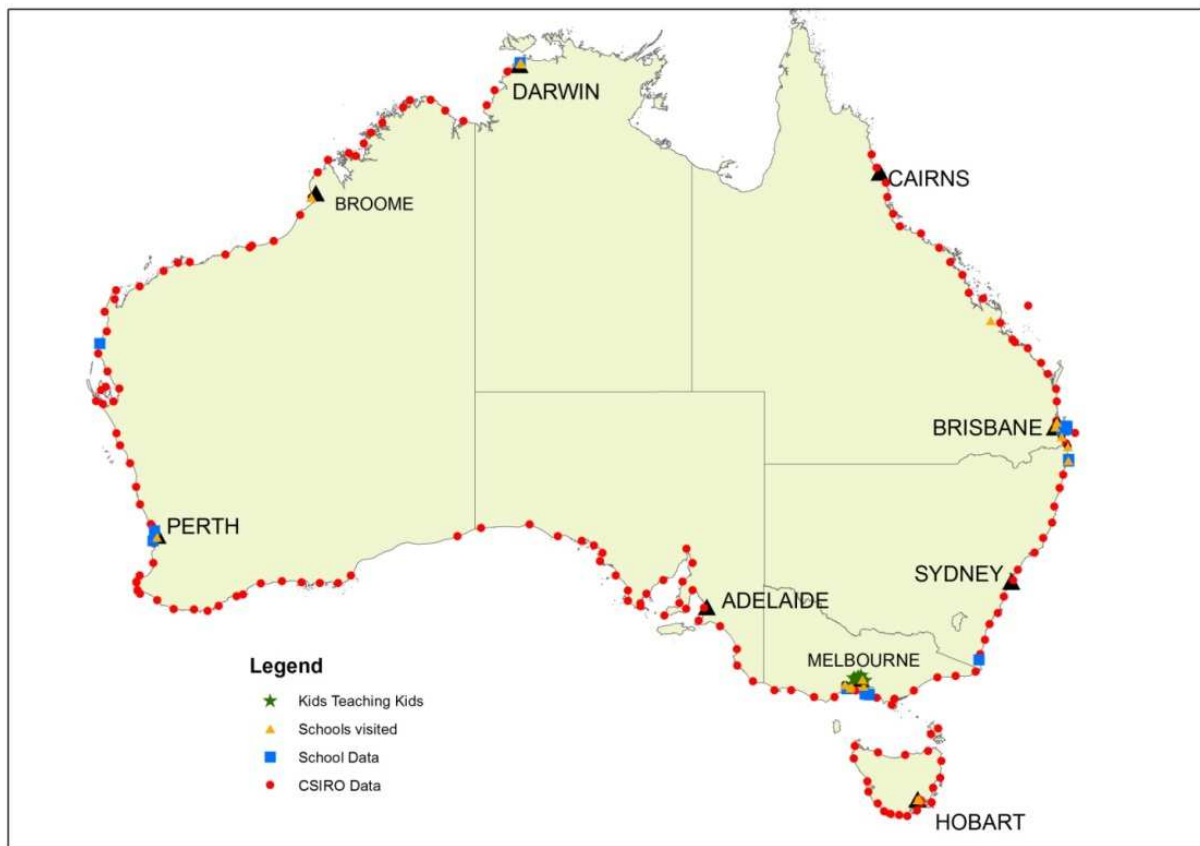 DARWIN
CAIRNS
BROOME
BRISBANE
PERTH
SYDNEY
ADELAIDE
MELBOURNE
Legend
Kids Teaching Kids
Schools visited
School Data
CSIRO Data
HOBART